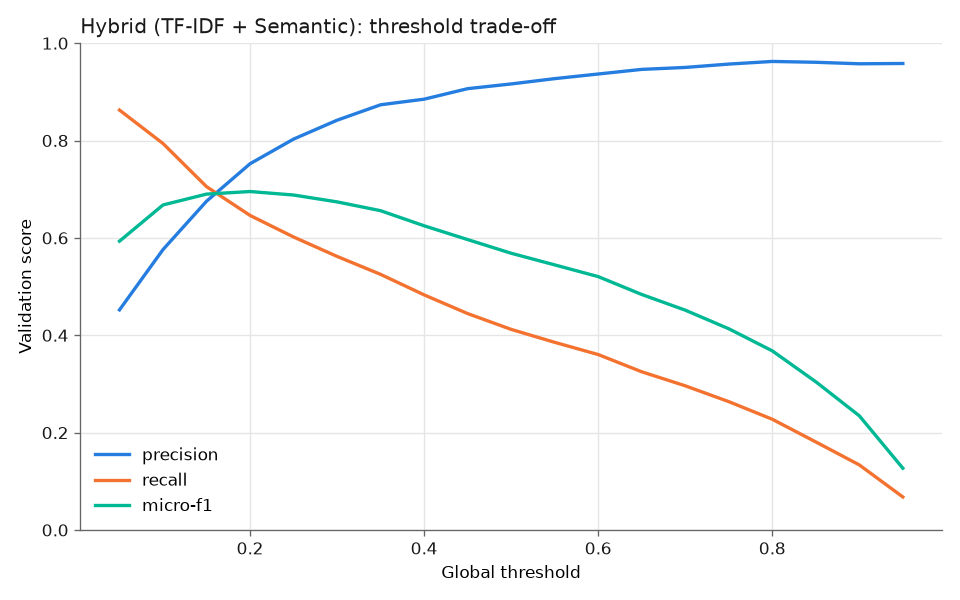 Hybrid (TF-IDF + Semantic): threshold trade-off
1.0
0.8
0.6
0.4
0.2
0.0
Validation score
precision
recall
micro-f1
0.2 0.4 0.6 0.8
Global threshold